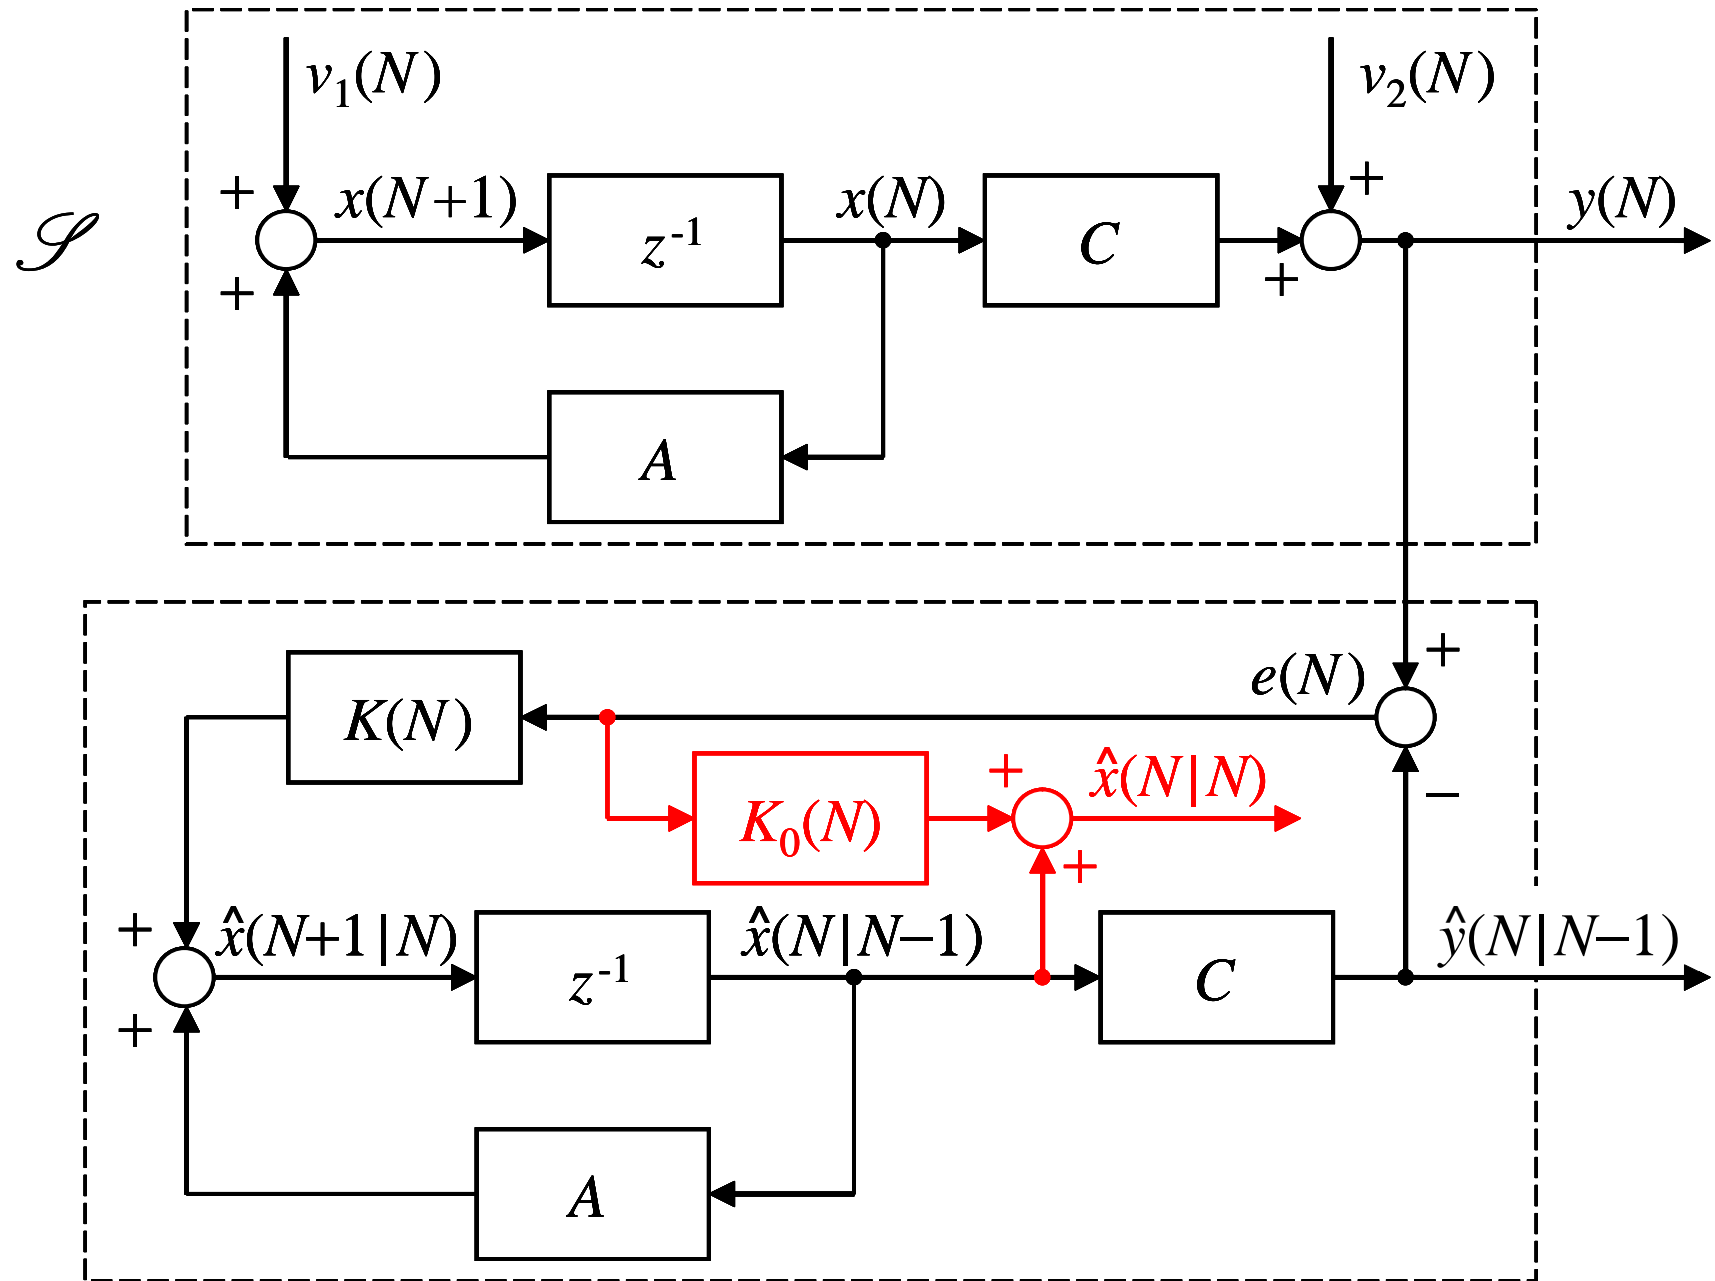 v₁(N)
v₂(N)
+ x(N+1) z⁻¹ x(N) C + y(N)
𝒮
+ +
A
+
K(N) e(N)
+ x̂(N|N) −
K₀(N)
+
+ x̂(N+1|N) z⁻¹ x̂(N|N−1) C ŷ(N|N−1)
+
A